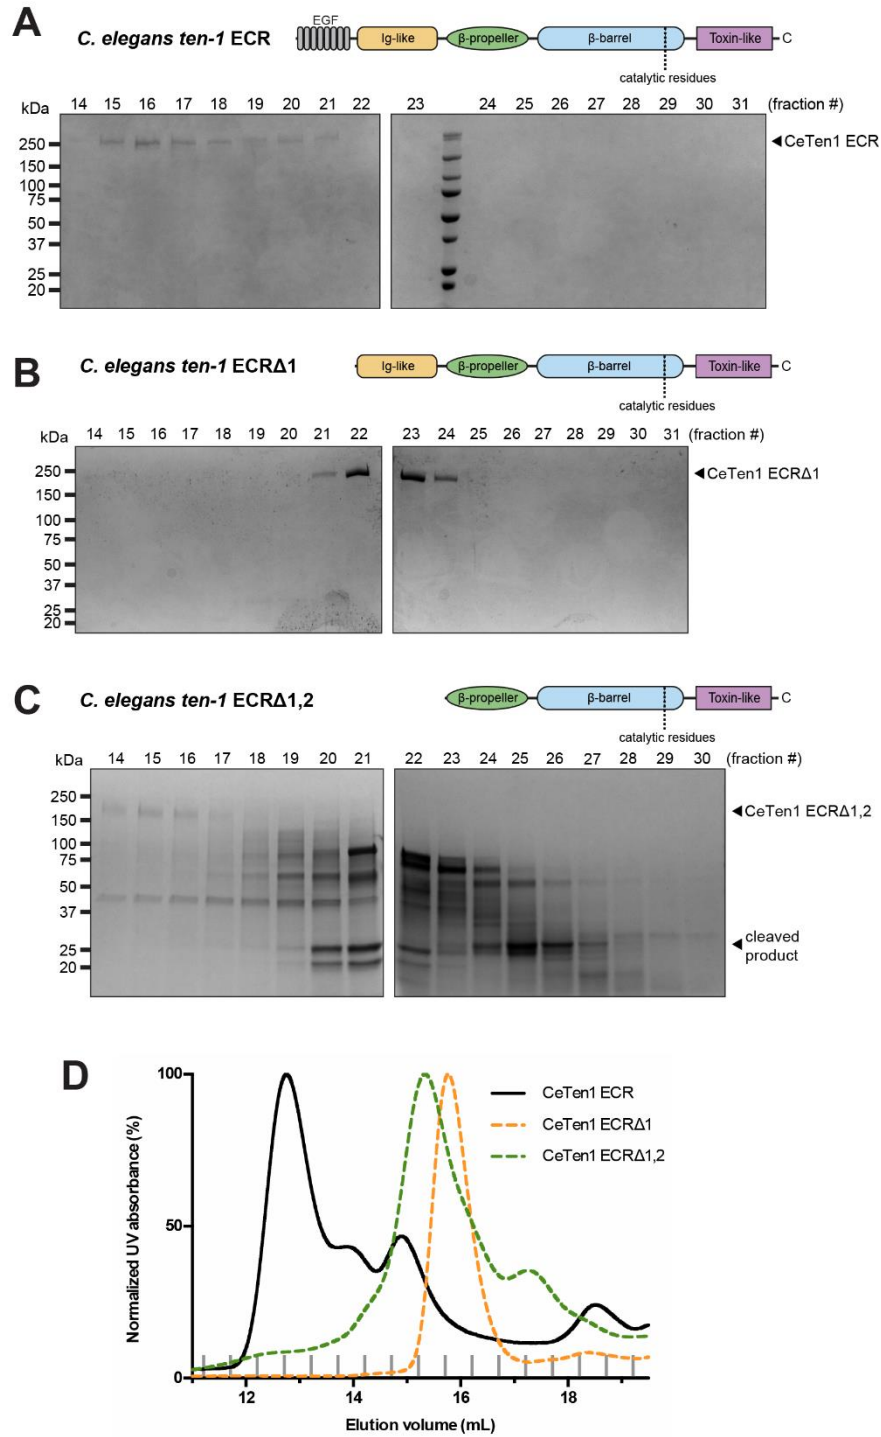 A
EGF
C. elegans ten-1 ECR
Ig-like
β-propeller
β-barrel
Toxin-like
C
catalytic residues
kDa 14 15 16 17 18 19 20 21 22 23 24 25 26 27 28 29 30 31 (fraction #)
250
150
100
75
50
37
25
20
CeTen1 ECR
B
C. elegans ten-1 ECRΔ1
Ig-like
β-propeller
β-barrel
Toxin-like
C
catalytic residues
kDa 14 15 16 17 18 19 20 21 22 23 24 25 26 27 28 29 30 31 (fraction #)
250
150
100
75
50
37
25
20
CeTen1 ECRΔ1
C
C. elegans ten-1 ECRΔ1,2
β-propeller
β-barrel
Toxin-like
C
catalytic residues
kDa 14 15 16 17 18 19 20 21 22 23 24 25 26 27 28 29 30 (fraction #)
250
150
100
75
50
37
25
20
CeTen1 ECRΔ1,2
cleaved
product
D
Normalized UV absorbance (%)
100
50
0
CeTen1 ECR
CeTen1 ECRΔ1
CeTen1 ECRΔ1,2
12 14 16 18
Elution volume (mL)